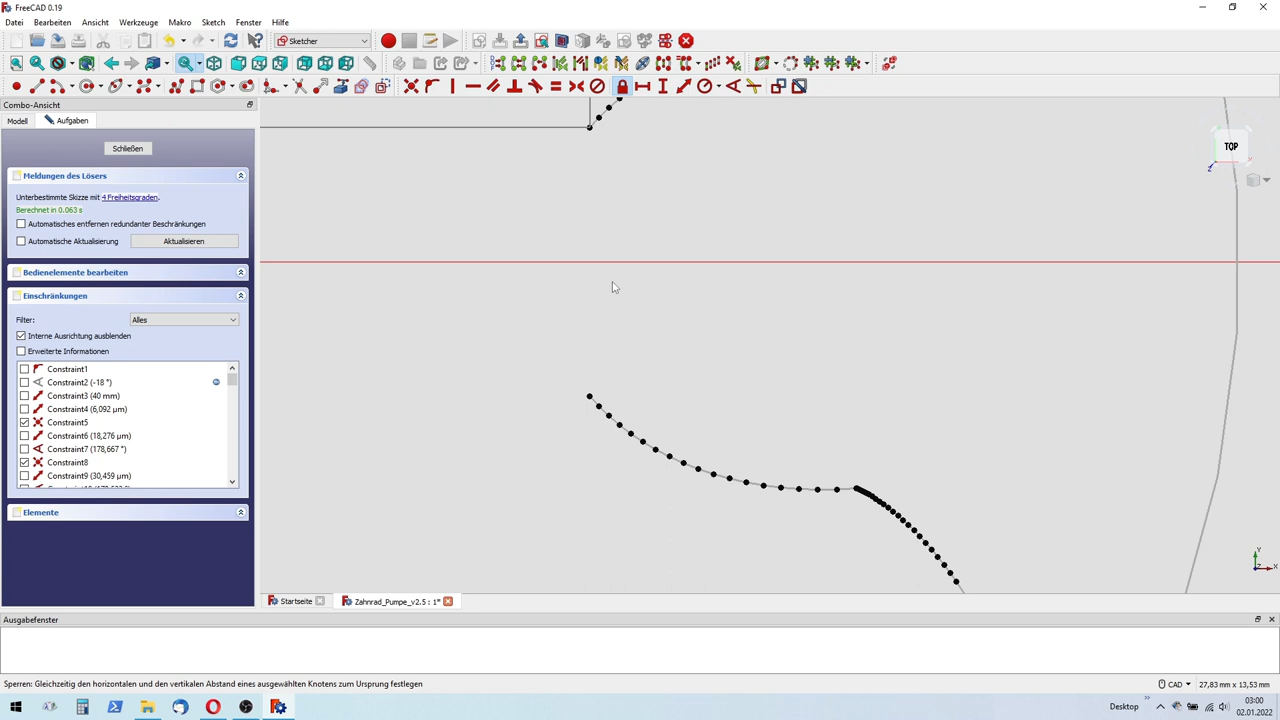 FreeCAD 0.19
Datei Bearbeiten Ansicht Werkzeuge Makro Sketch Fenster Hilfe
Sketcher
Combo-Ansicht
Modell Aufgaben
Schließen
Meldungen des Lösers
Unterbestimmte Skizze mit 4 Freiheitsgraden.
Berechnet in 0.063 s
Automatisches entfernen redundanter Beschränkungen
Automatische Aktualisierung Aktualisieren
Bedienelemente bearbeiten
Einschränkungen
Filter: Alles
Interne Ausrichtung ausblenden
Erweiterte Informationen
Constraint1
Constraint2 (-18 °)
Constraint3 (40 mm)
Constraint4 (6,092 µm)
Constraint5
Constraint6 (18,276 µm)
Constraint7 (178,667 °)
Constraint8
Constraint9 (30,459 µm)
Elemente
TOP
Z
Y
X
Startseite Zahnrad_Pumpe_v2.5 : 1*
Ausgabefenster
Sperren: Gleichzeitig den horizontalen und den vertikalen Abstand eines ausgewählten Knotens zum Ursprung festlegen
CAD 27,83 mm × 13,53 mm
Desktop
03:00
02.01.2022